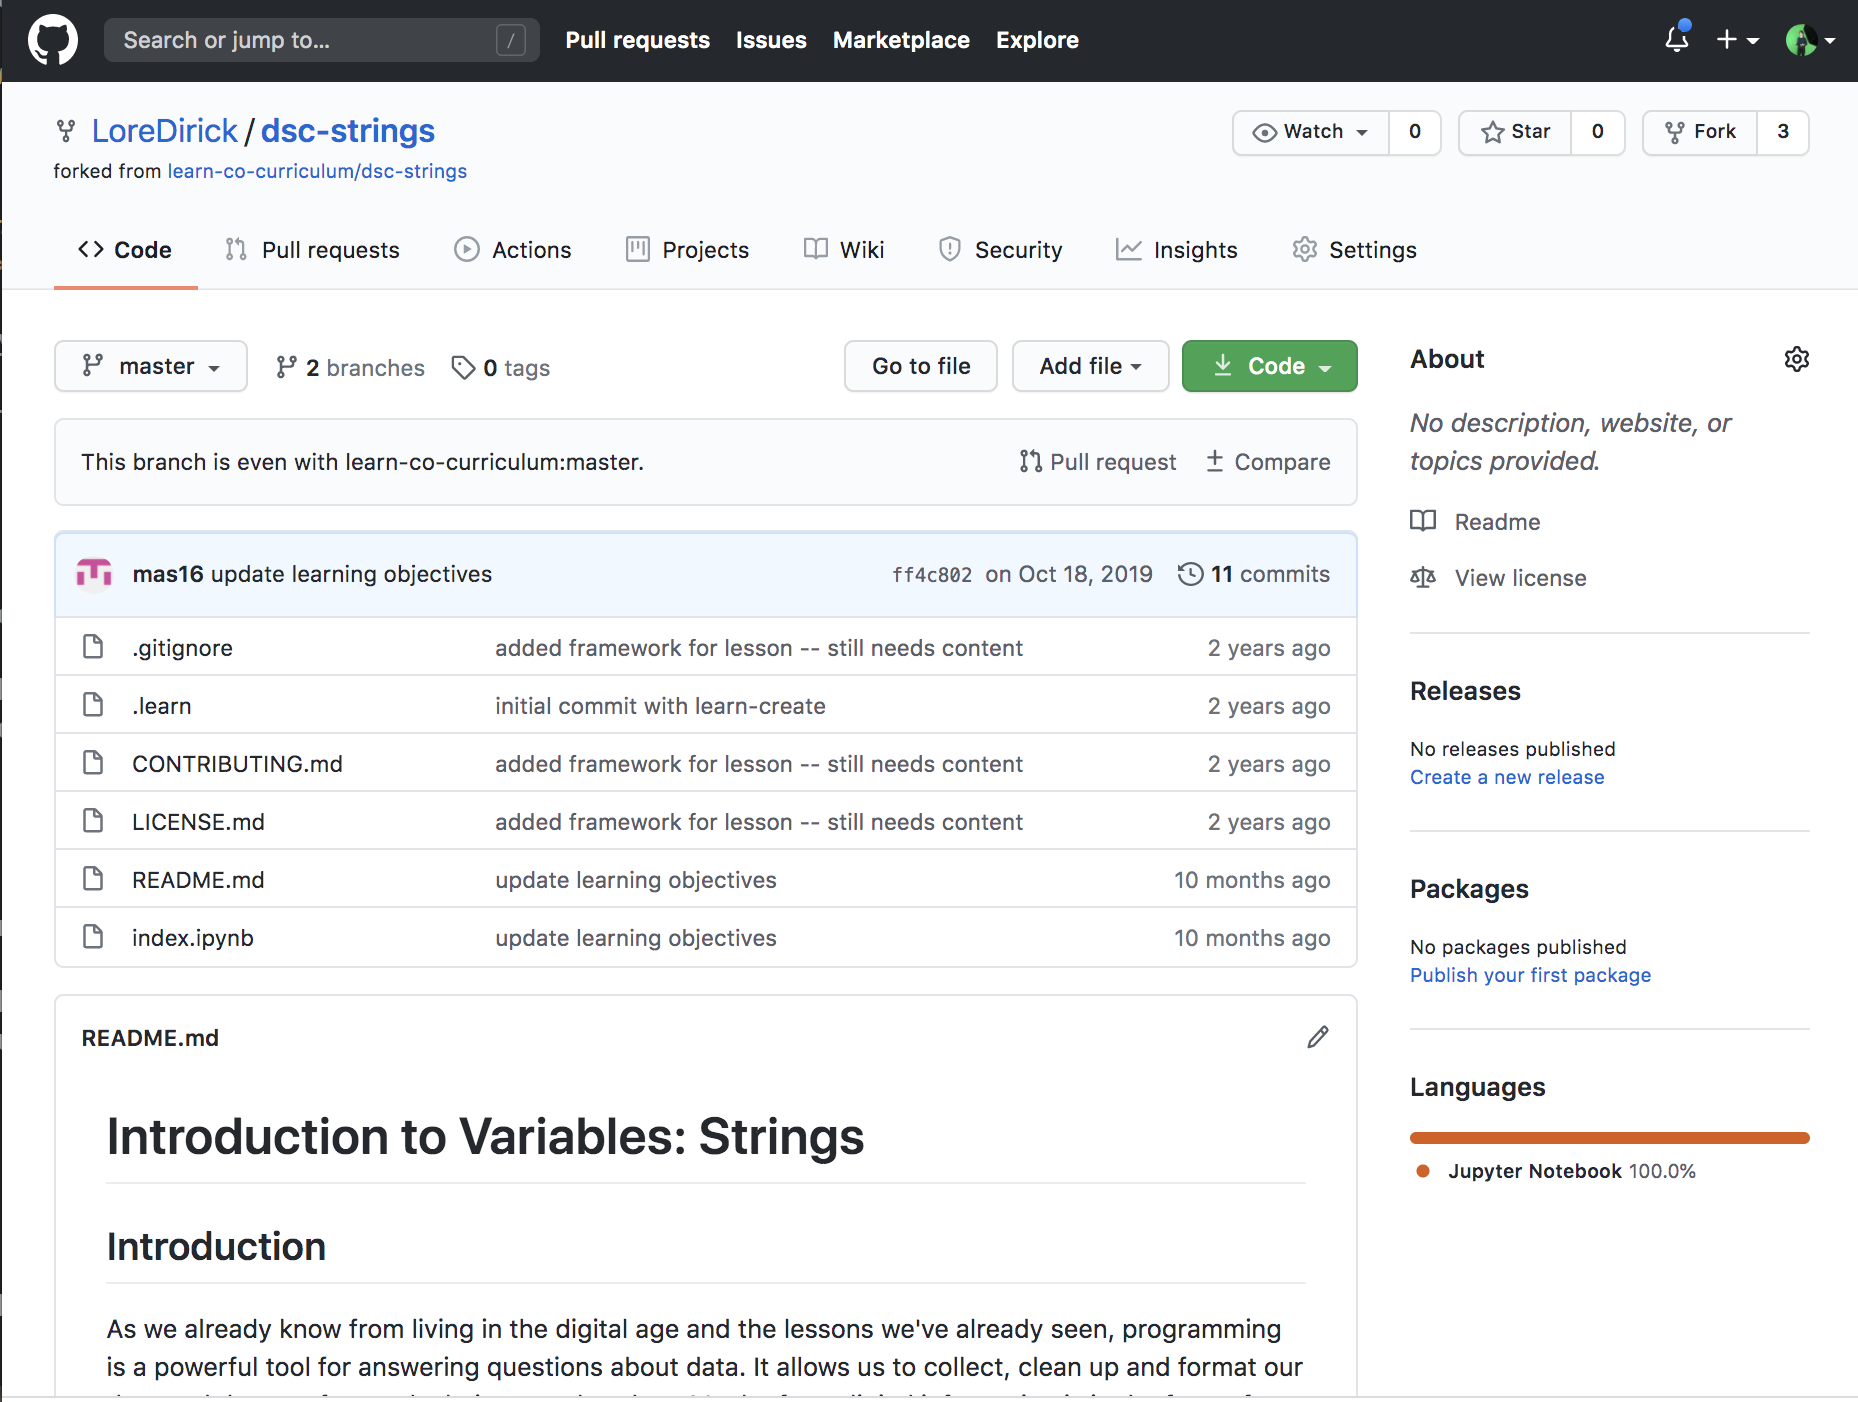 Search or jump to... /
Pull requests Issues Marketplace Explore
LoreDirick / dsc-strings
forked from learn-co-curriculum/dsc-strings
Watch 0 Star 0 Fork 3
Code Pull requests Actions Projects Wiki Security Insights Settings
master 2 branches 0 tags Go to file Add file Code
This branch is even with learn-co-curriculum:master. Pull request Compare
mas16 update learning objectives ff4c802 on Oct 18, 2019 11 commits
.gitignore added framework for lesson -- still needs content 2 years ago
.learn initial commit with learn-create 2 years ago
CONTRIBUTING.md added framework for lesson -- still needs content 2 years ago
LICENSE.md added framework for lesson -- still needs content 2 years ago
README.md update learning objectives 10 months ago
index.ipynb update learning objectives 10 months ago
README.md
Introduction to Variables: Strings
Introduction
As we already know from living in the digital age and the lessons we've already seen, programming
is a powerful tool for answering questions about data. It allows us to collect, clean up and format our
About
No description, website, or
topics provided.
Readme
View license
Releases
No releases published
Create a new release
Packages
No packages published
Publish your first package
Languages
Jupyter Notebook 100.0%